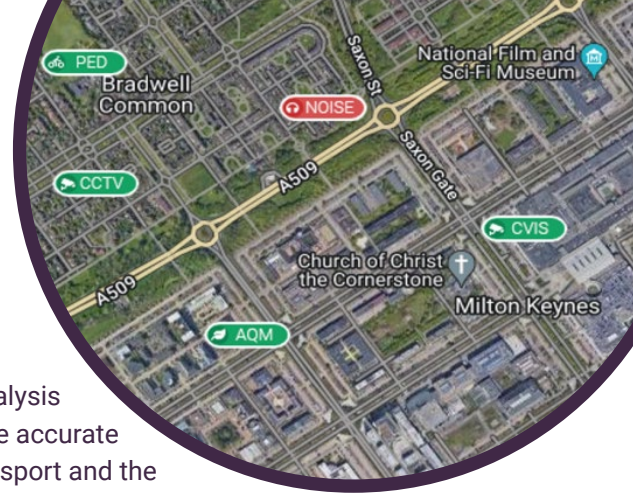 PED
Bradwell
Common
Saxon St
National Film and
Sci-Fi Museum
NOISE
CCTV
A509
Saxon Gate
CVIS
Church of Christ
the Cornerstone
A509
Milton Keynes
AQM
alysis
e accurate
sport and the